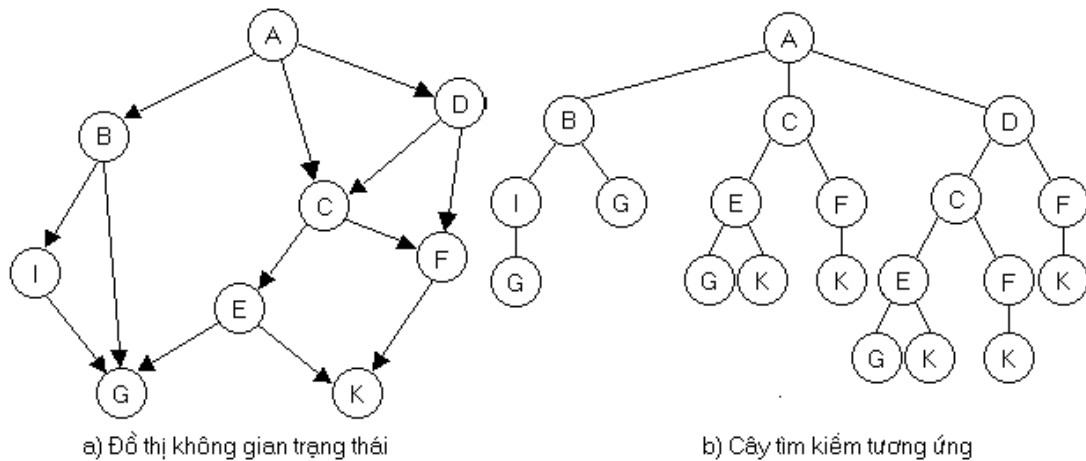 A
D
B
C
F
I
E
G
K
a) Đồ thị không gian trạng thái
A
B C D
I G E F C F
G G K K E F K
G K K
b) Cây tìm kiếm tương ứng